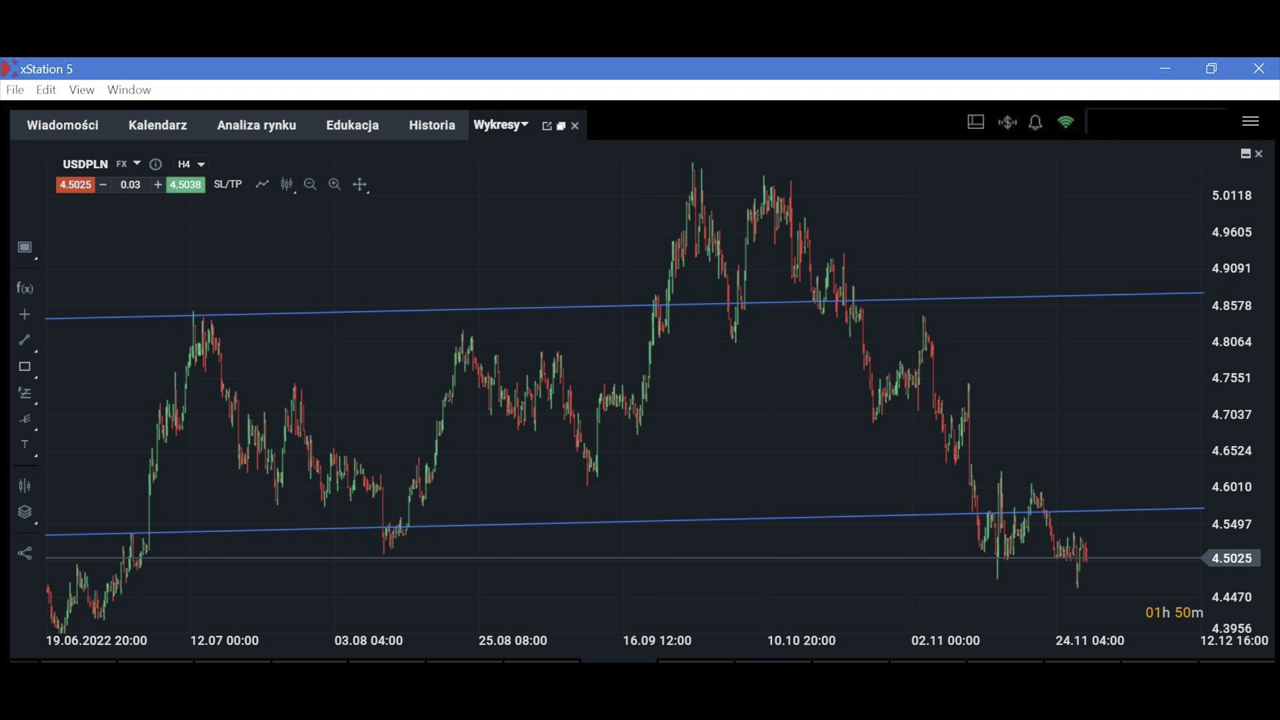 xStation 5
File Edit View Window
Wiadomości Kalendarz Analiza rynku Edukacja Historia Wykresy
USDPLN FX H4
4.5025 − 0.03 + 4.5038 SL/TP
5.0118
4.9605
4.9091
f(x)
4.8578
4.8064
4.7551
4.7037
T
4.6524
4.6010
4.5497
4.5025
4.4470
01h 50m
4.3956
19.06.2022 20:00 12.07 00:00 03.08 04:00 25.08 08:00 16.09 12:00 10.10 20:00 02.11 00:00 24.11 04:00 12.12 16:00